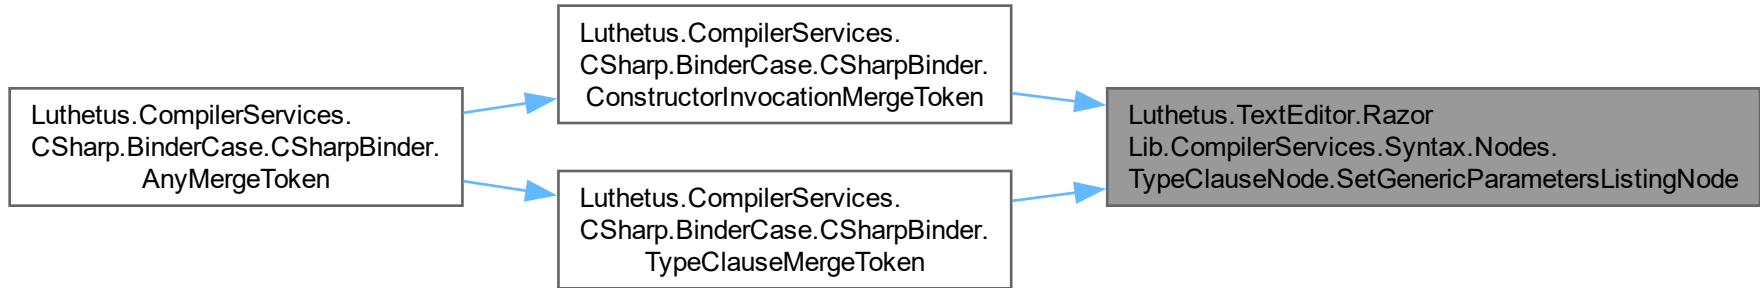 Luthetus.CompilerServices.
CSharp.BinderCase.CSharpBinder.
AnyMergeToken
Luthetus.CompilerServices.
CSharp.BinderCase.CSharpBinder.
ConstructorInvocationMergeToken
Luthetus.CompilerServices.
CSharp.BinderCase.CSharpBinder.
TypeClauseMergeToken
Luthetus.TextEditor.Razor
Lib.CompilerServices.Syntax.Nodes.
TypeClauseNode.SetGenericParametersListingNode